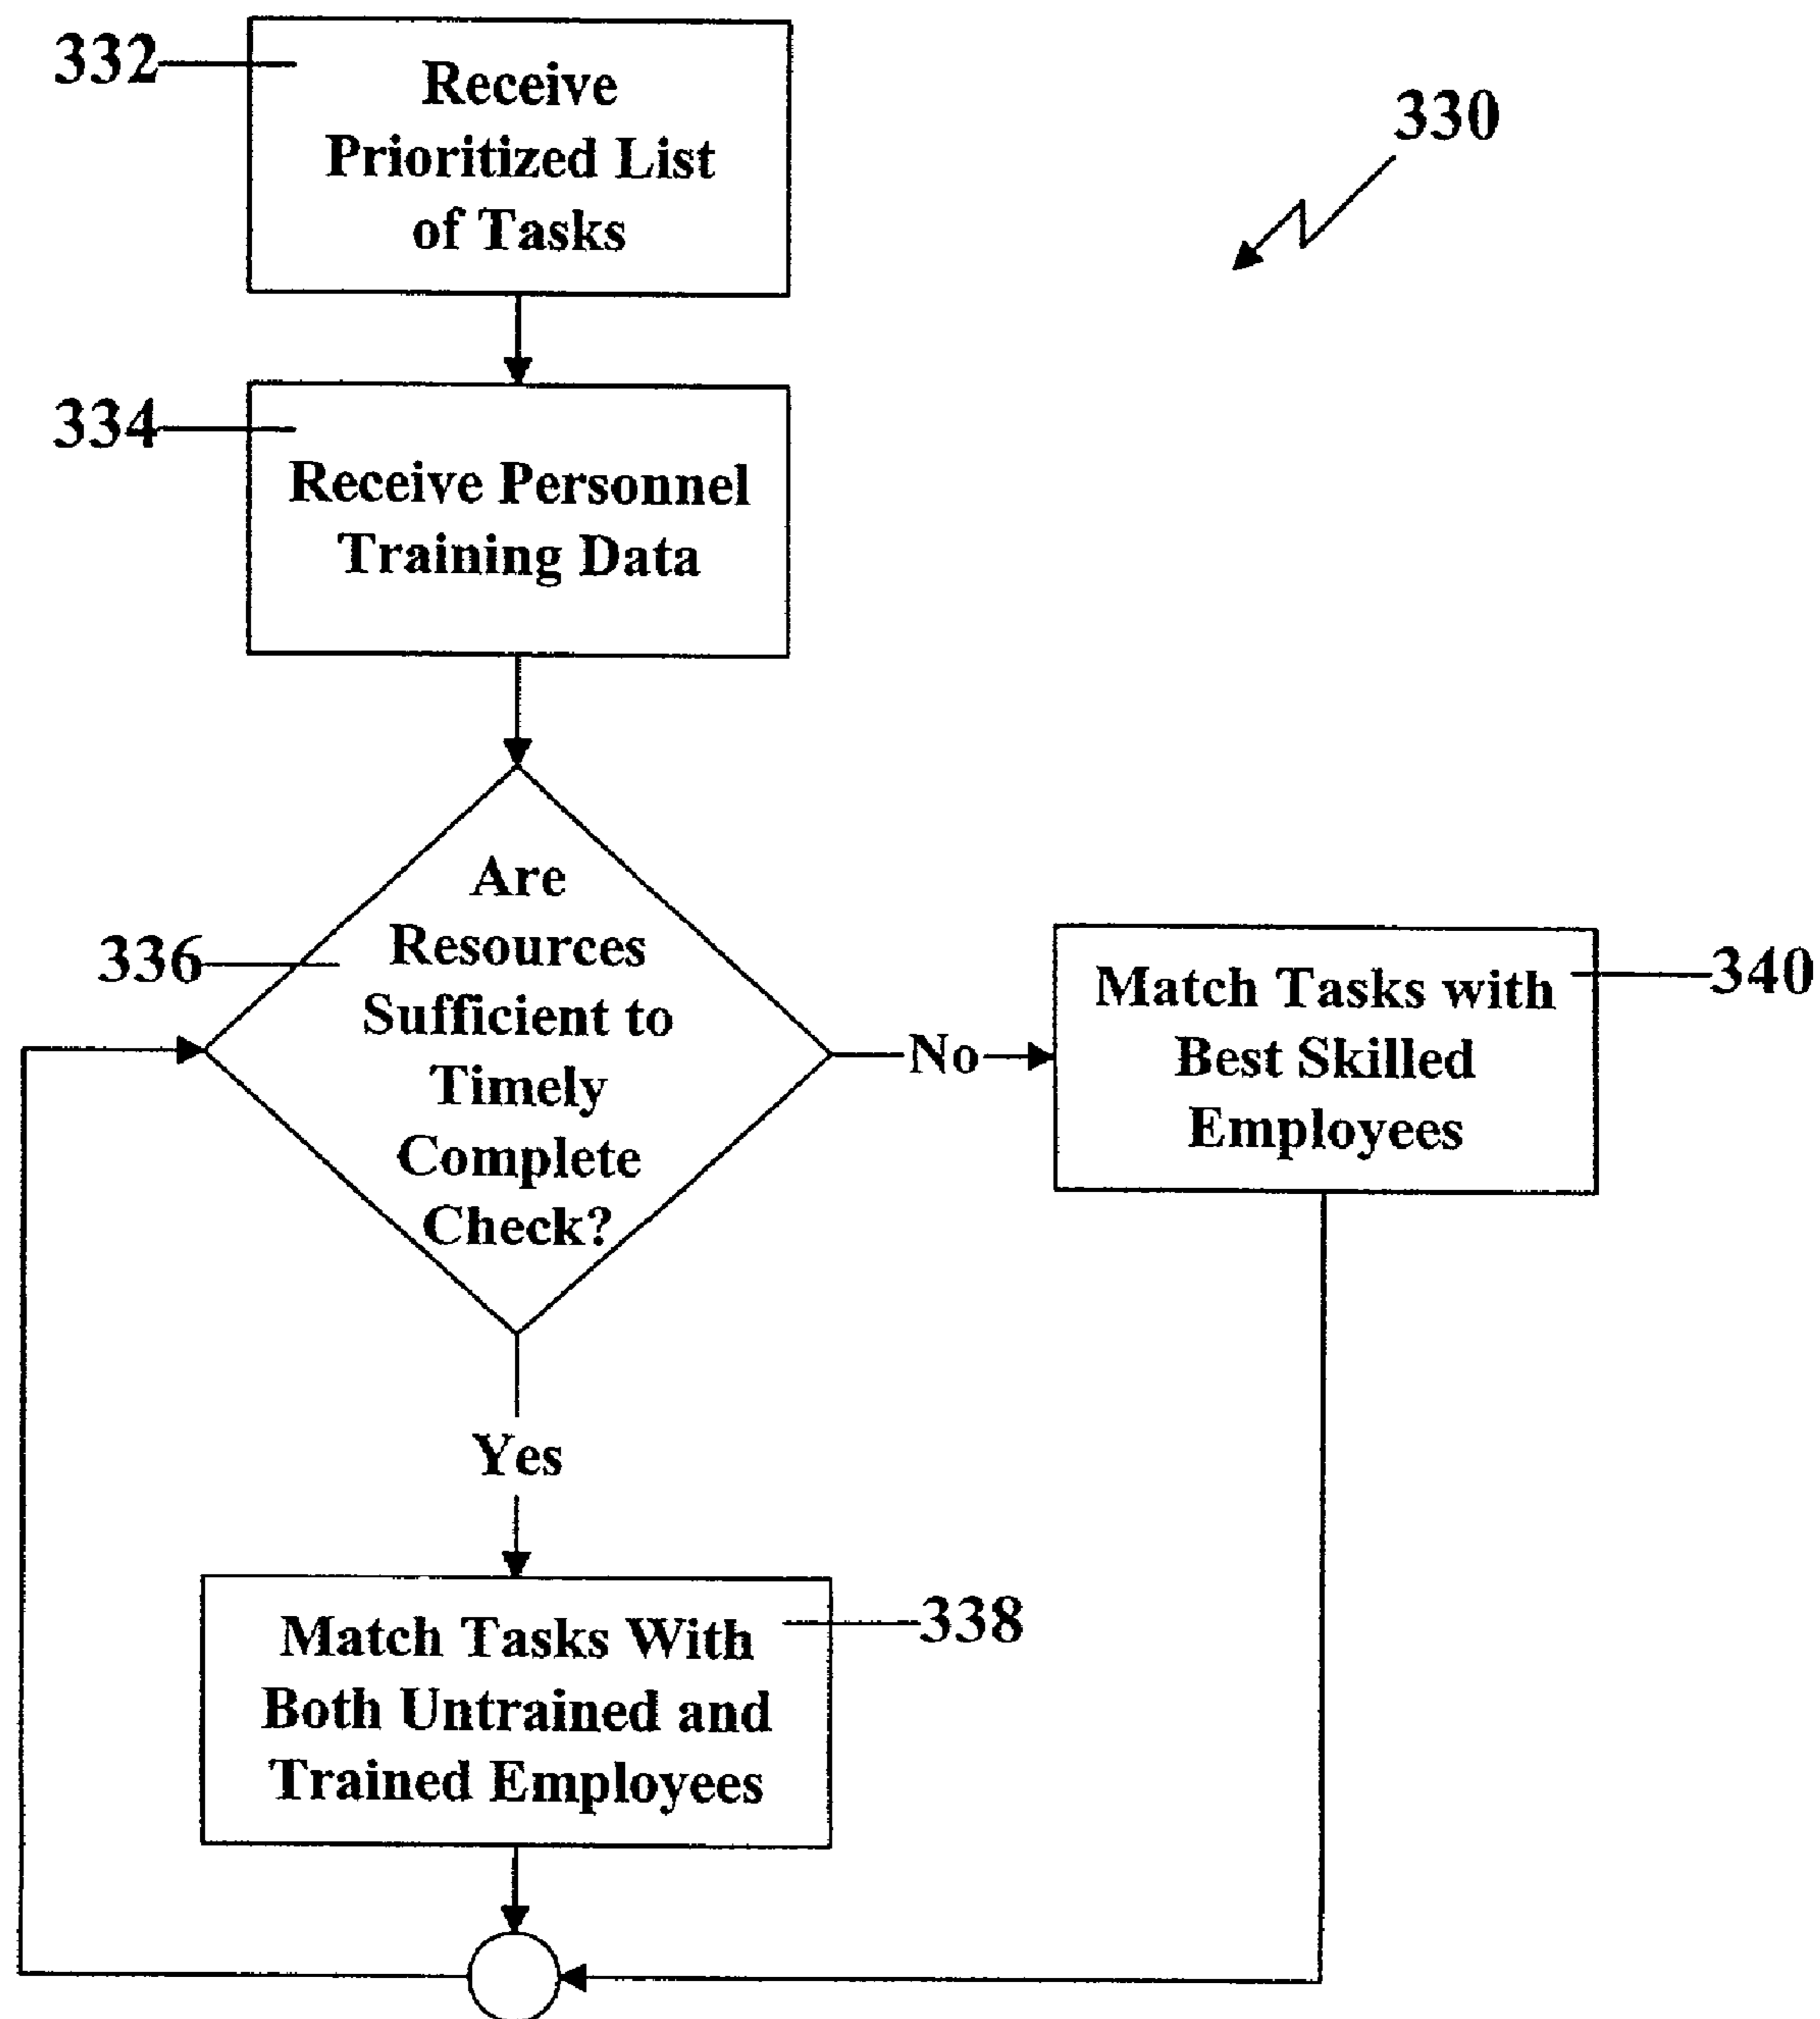 332
Receive
Prioritized List
of Tasks
330
334
Receive Personnel
Training Data
336
Are
Resources
Sufficient to
Timely
Complete
Check?
No
Match Tasks with
Best Skilled
Employees
340
Yes
Match Tasks With
Both Untrained and
Trained Employees
338